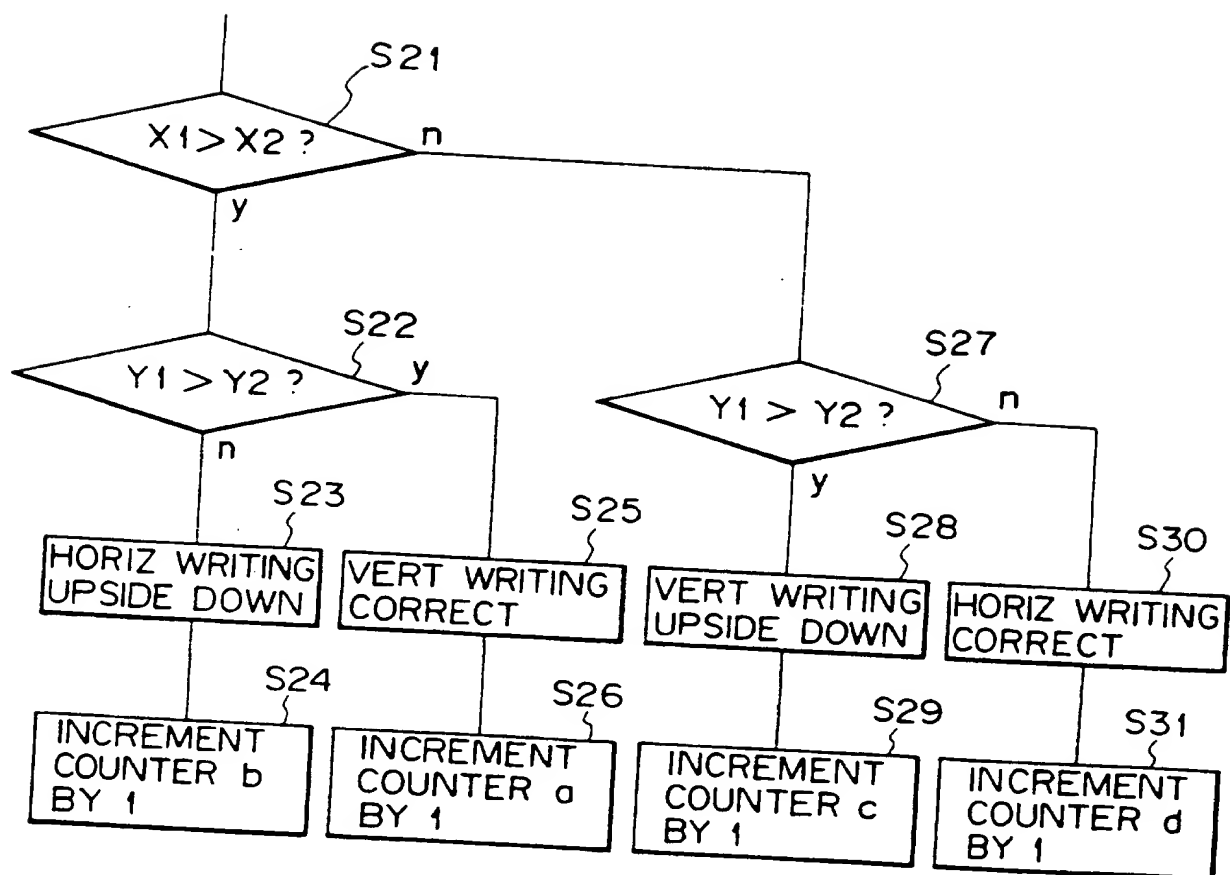 S21
X1 > X2 ?
n
y
S22
Y1 > Y2 ?
y
n
S27
Y1 > Y2 ?
n
y
S23
HORIZ WRITING
UPSIDE DOWN
S25
VERT WRITING
CORRECT
S28
VERT WRITING
UPSIDE DOWN
S30
HORIZ WRITING
CORRECT
S24
INCREMENT
COUNTER b
BY 1
S26
INCREMENT
COUNTER a
BY 1
S29
INCREMENT
COUNTER c
BY 1
S31
INCREMENT
COUNTER d
BY 1